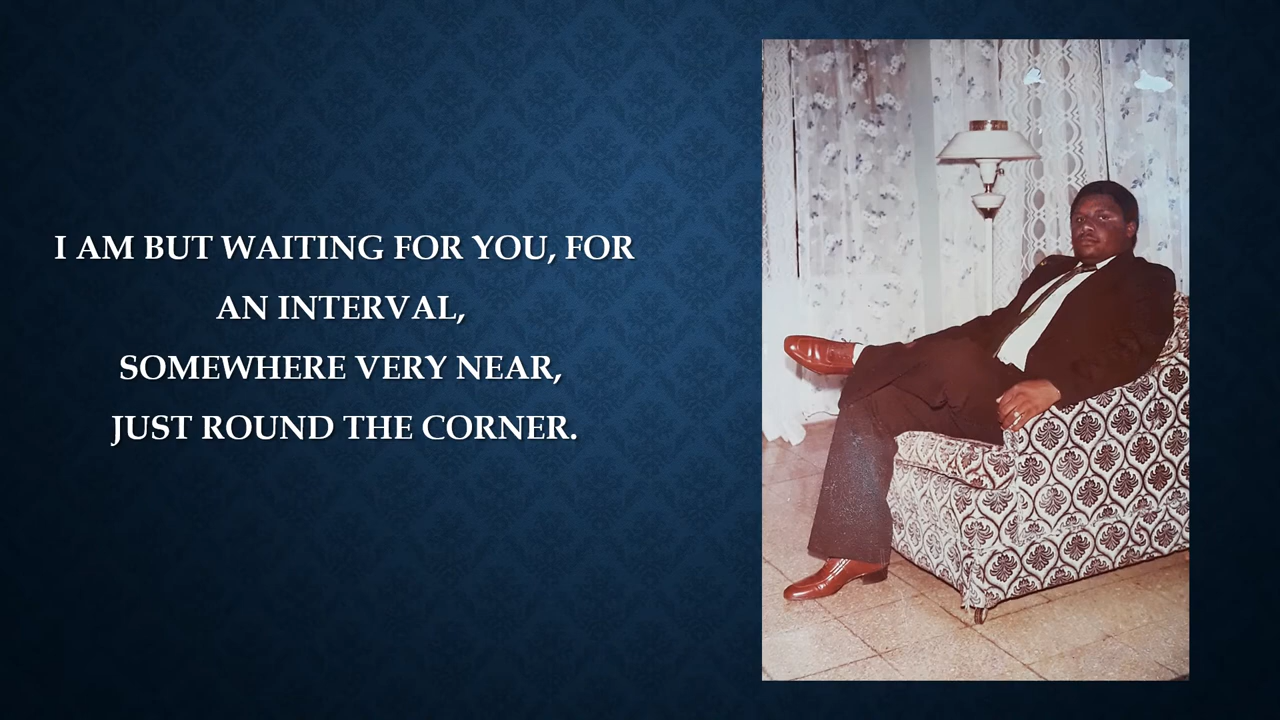 I AM BUT WAITING FOR YOU, FOR
AN INTERVAL,
SOMEWHERE VERY NEAR,
JUST ROUND THE CORNER.